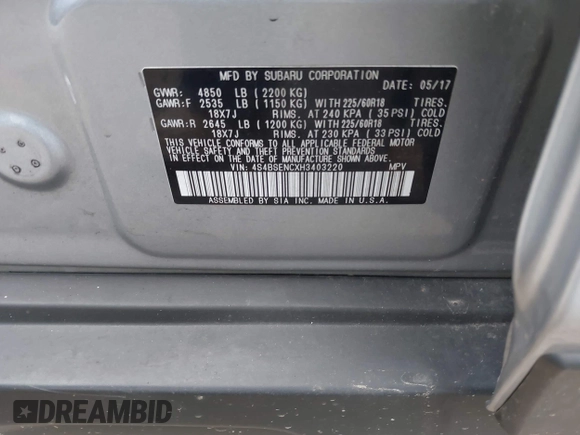 MFD BY SUBARU CORPORATION
DATE: 05/17
GVWR: 4850 LB (2200 KG)
GAWR:F 2535 LB (1150 KG) WITH 225/60R18 TIRES.
18X7J RIMS. AT 240 KPA (35 PSI) COLD
GAWR:R 2645 LB (1200 KG) WITH 225/60R18 TIRES.
18X7J RIMS. AT 230 KPA (33 PSI) COLD
THIS VEHICLE CONFORMS TO ALL APPLICABLE FEDERAL MOTOR
VEHICLE SAFETY AND THEFT PREVENTION STANDARDS IN
EFFECT ON THE DATE OF MANUFACTURE SHOWN ABOVE.
VIN: 4S4BSENCXH3403220 MPV
ASSEMBLED BY SIA INC. MADE IN U.S.A.
DREAMBID